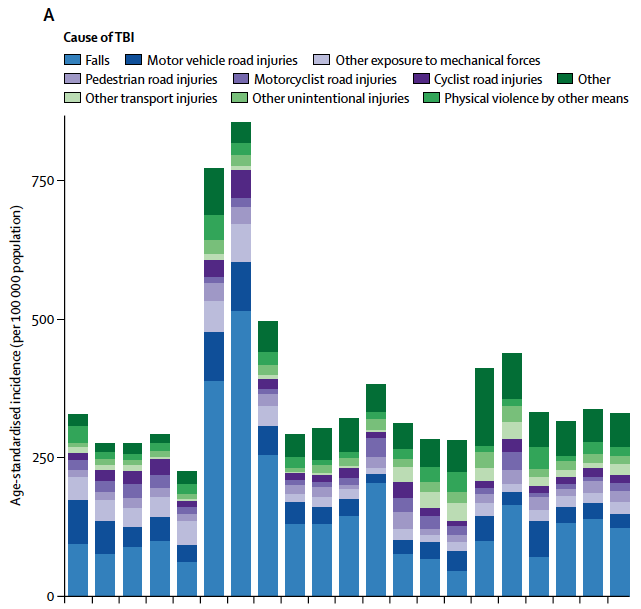 A
Cause of TBI
Falls Motor vehicle road injuries Other exposure to mechanical forces
Pedestrian road injuries Motorcyclist road injuries Cyclist road injuries Other
Other transport injuries Other unintentional injuries Physical violence by other means
Age-standardised incidence (per 100 000 population)
750
500
250
0